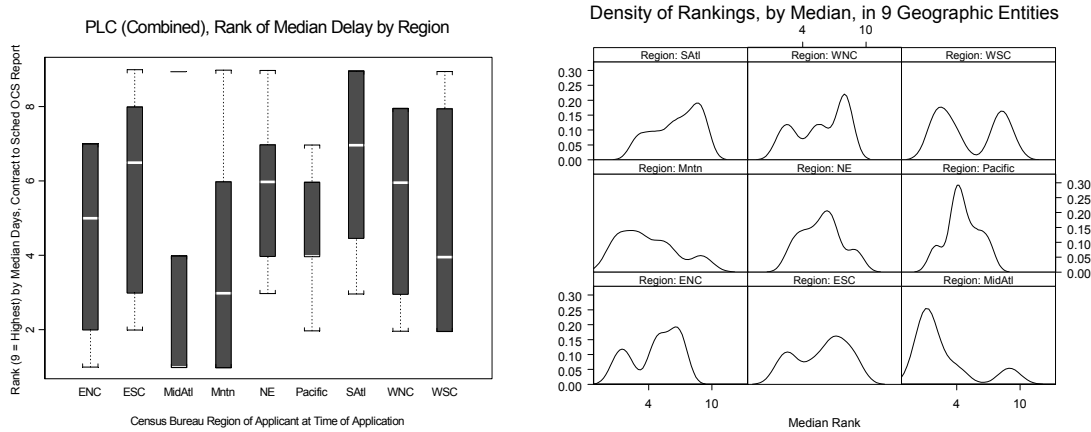 PLC (Combined), Rank of Median Delay by Region
Rank (9 = Highest) by Median Days, Contract to Sched OCS Report
8
6
4
2
ENC ESC MidAtl Mntn NE Pacific SAtl WNC WSC
Census Bureau Region of Applicant at Time of Application
Density of Rankings, by Median, in 9 Geographic Entities
4 10
Region: SAtl Region: WNC Region: WSC
0.30
0.25
0.20
0.15
0.10
0.05
0.00
Region: Mntn Region: NE Region: Pacific
0.30
0.25
0.20
0.15
0.10
0.05
0.00
Region: ENC Region: ESC Region: MidAtl
0.30
0.25
0.20
0.15
0.10
0.05
0.00
4 10 4 10
Median Rank